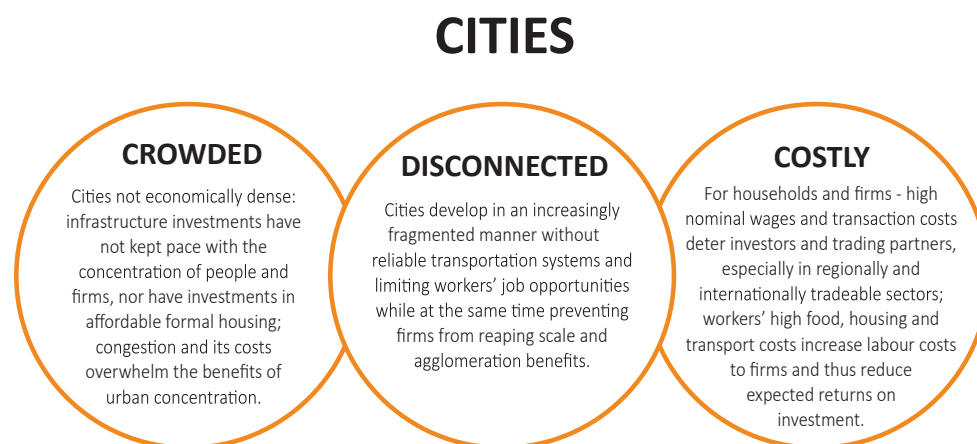 CITIES
CROWDED
Cities not economically dense:
infrastructure investments have
not kept pace with the
concentration of people and
firms, nor have investments in
affordable formal housing;
congestion and its costs
overwhelm the benefits of
urban concentration.
DISCONNECTED
Cities develop in an increasingly
fragmented manner without
reliable transportation systems and
limiting workers’ job opportunities
while at the same time preventing
firms from reaping scale and
agglomeration benefits.
COSTLY
For households and firms - high
nominal wages and transaction costs
deter investors and trading partners,
especially in regionally and
internationally tradeable sectors;
workers’ high food, housing and
transport costs increase labour costs
to firms and thus reduce
expected returns on
investment.